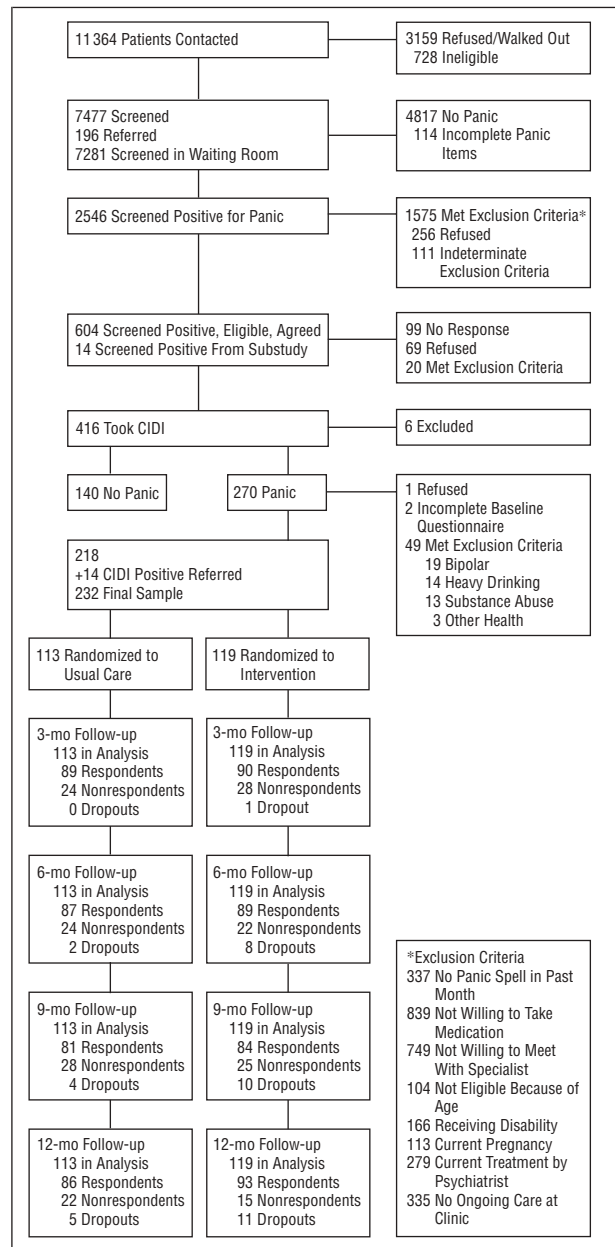 11 364 Patients Contacted
3159 Refused/Walked Out
728 Ineligible
7477 Screened
196 Referred
7281 Screened in Waiting Room
4817 No Panic
114 Incomplete Panic
Items
2546 Screened Positive for Panic
1575 Met Exclusion Criteria*
256 Refused
111 Indeterminate
Exclusion Criteria
604 Screened Positive, Eligible, Agreed
14 Screened Positive From Substudy
99 No Response
69 Refused
20 Met Exclusion Criteria
416 Took CIDI
6 Excluded
140 No Panic
270 Panic
1 Refused
2 Incomplete Baseline
Questionnaire
49 Met Exclusion Criteria
19 Bipolar
14 Heavy Drinking
13 Substance Abuse
3 Other Health
218
+14 CIDI Positive Referred
232 Final Sample
113 Randomized to
Usual Care
119 Randomized to
Intervention
3-mo Follow-up
113 in Analysis
89 Respondents
24 Nonrespondents
0 Dropouts
3-mo Follow-up
119 in Analysis
90 Respondents
28 Nonrespondents
1 Dropout
6-mo Follow-up
113 in Analysis
87 Respondents
24 Nonrespondents
2 Dropouts
6-mo Follow-up
119 in Analysis
89 Respondents
22 Nonrespondents
8 Dropouts
9-mo Follow-up
113 in Analysis
81 Respondents
28 Nonrespondents
4 Dropouts
9-mo Follow-up
119 in Analysis
84 Respondents
25 Nonrespondents
10 Dropouts
12-mo Follow-up
113 in Analysis
86 Respondents
22 Nonrespondents
5 Dropouts
12-mo Follow-up
119 in Analysis
93 Respondents
15 Nonrespondents
11 Dropouts
*Exclusion Criteria
337 No Panic Spell in Past
Month
839 Not Willing to Take
Medication
749 Not Willing to Meet
With Specialist
104 Not Eligible Because of
Age
166 Receiving Disability
113 Current Pregnancy
279 Current Treatment by
Psychiatrist
335 No Ongoing Care at
Clinic